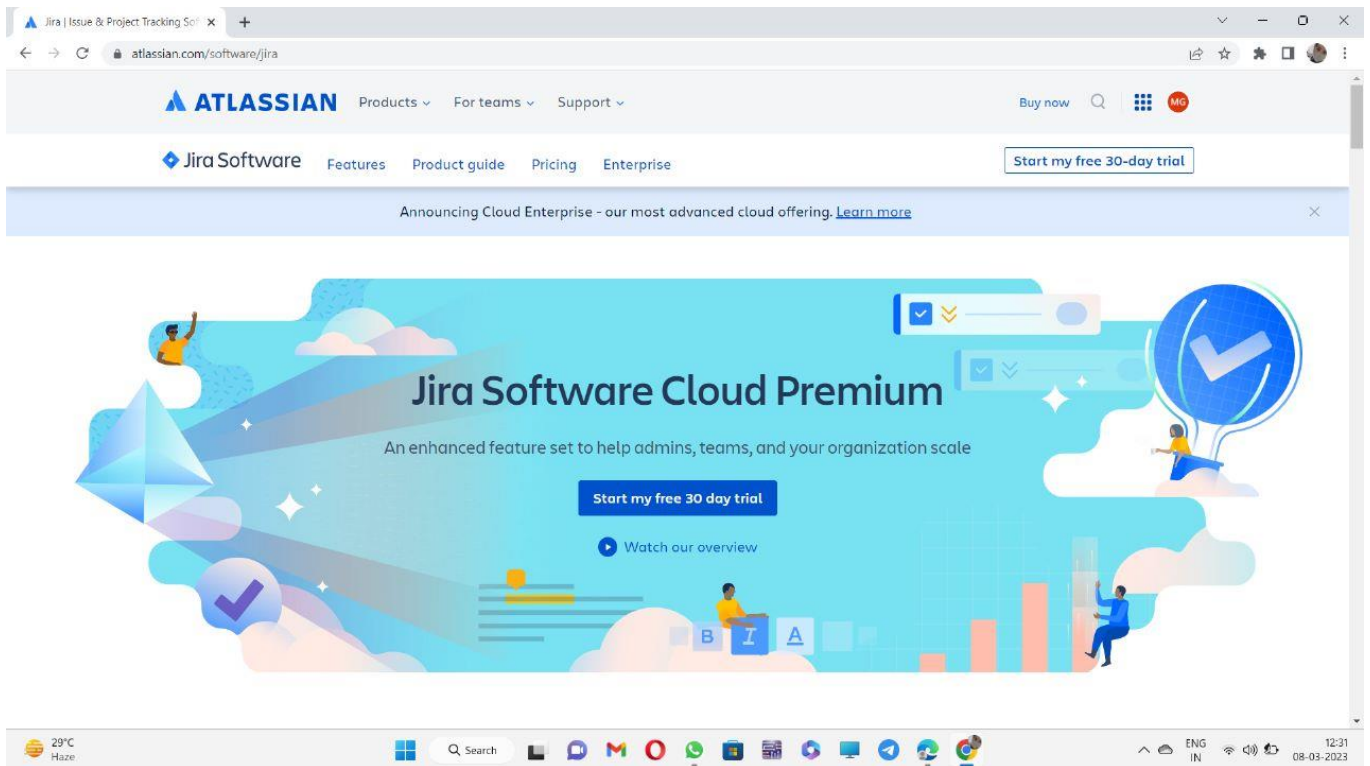 Jira | Issue & Project Tracking Sof
atlassian.com/software/jira
ATLASSIAN Products For teams Support Buy now MG
Jira Software Features Product guide Pricing Enterprise Start my free 30-day trial
Announcing Cloud Enterprise - our most advanced cloud offering. Learn more
Jira Software Cloud Premium
An enhanced feature set to help admins, teams, and your organization scale
Start my free 30 day trial
Watch our overview
B I A
29°C
Haze
Search
ENG
IN
12:31
08-03-2023